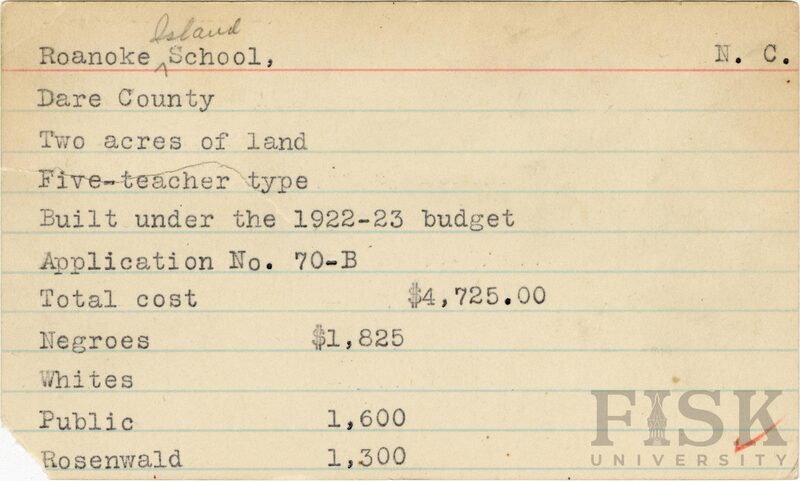 Roanoke Island School, N. C.
Dare County
Two acres of land
Five-teacher type
Built under the 1922-23 budget
Application No. 70-B
Total cost $4,725.00
Negroes $1,825
Whites
Public 1,600
Rosenwald 1,300
FISK
UNIVERSITY